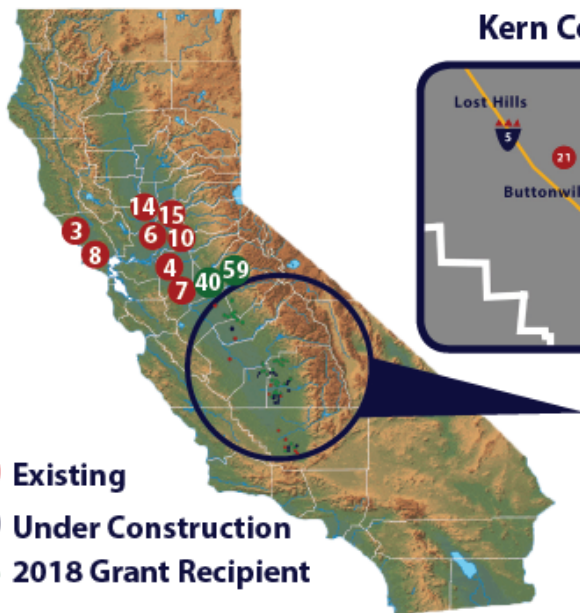 Kern Co
Lost Hills
5
21
Buttonwil
14
15
3
6
10
8
4
59
40
7
Existing
Under Construction
2018 Grant Recipient